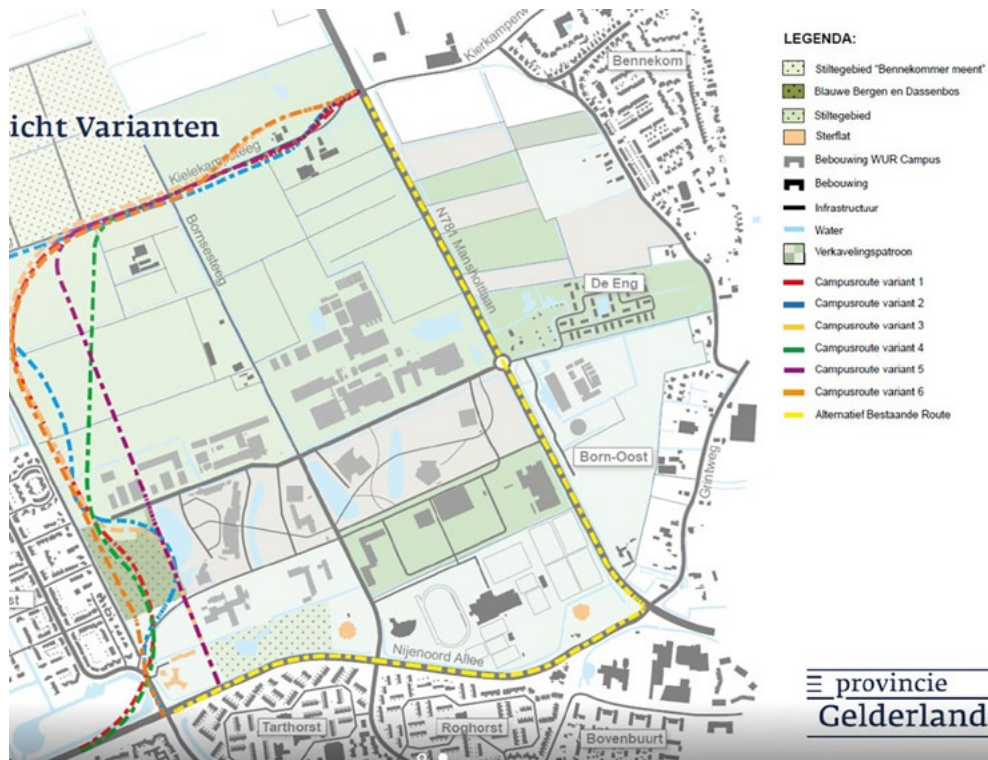 icht Varianten
Kierkamperw
Bennekom
Kielekampsteeg
Bornsesteeg
N781 Mansholtlaan
De Eng
Born-Oost
Grintweg
Nijenoord Allee
Tarthorst
Roghorst
Bovenbuurt
st
LEGENDA:
Stiltegebied "Bennekommer meent"
Blauwe Bergen en Dassenbos
Stiltegebied
Sterflat
Bebouwing WUR Campus
Bebouwing
Infrastructuur
Water
Verkavelingspatroon
Campusroute variant 1
Campusroute variant 2
Campusroute variant 3
Campusroute variant 4
Campusroute variant 5
Campusroute variant 6
Alternatief Bestaande Route
provincie
Gelderland